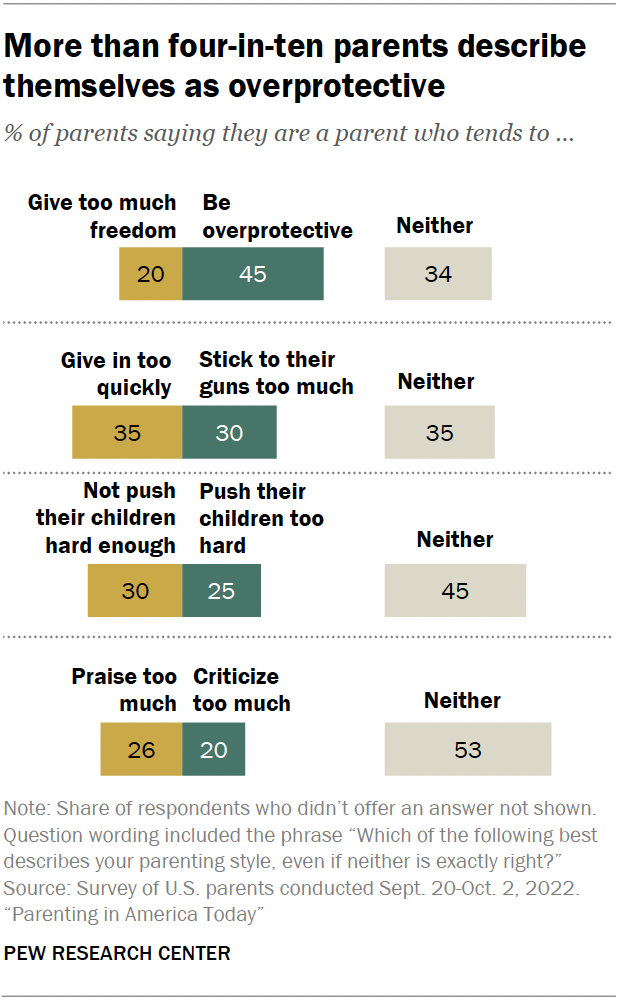 More than four-in-ten parents describe
themselves as overprotective
% of parents saying they are a parent who tends to ...
Give too much
freedom
Be
overprotective
Neither
20
45
34
Give in too
quickly
Stick to their
guns too much
Neither
35
30
35
Not push
their children
hard enough
Push their
children too
hard
Neither
30
25
45
Praise too
much
Criticize
too much
Neither
26
20
53
Note: Share of respondents who didn’t offer an answer not shown.
Question wording included the phrase “Which of the following best
describes your parenting style, even if neither is exactly right?”
Source: Survey of U.S. parents conducted Sept. 20-Oct. 2, 2022.
“Parenting in America Today”
PEW RESEARCH CENTER